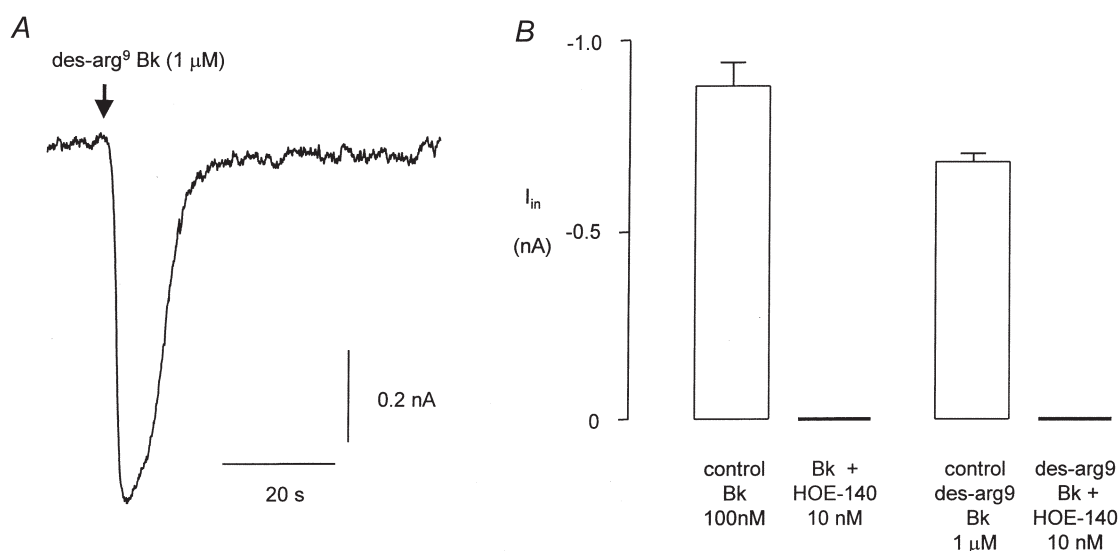 A
des-arg⁹ Bk (1 μM)
0.2 nA
20 s
B
-1.0
-0.5
0
I_in
(nA)
control
Bk
100nM
Bk +
HOE-140
10 nM
control
des-arg9
Bk
1 μM
des-arg9
Bk +
HOE-140
10 nM